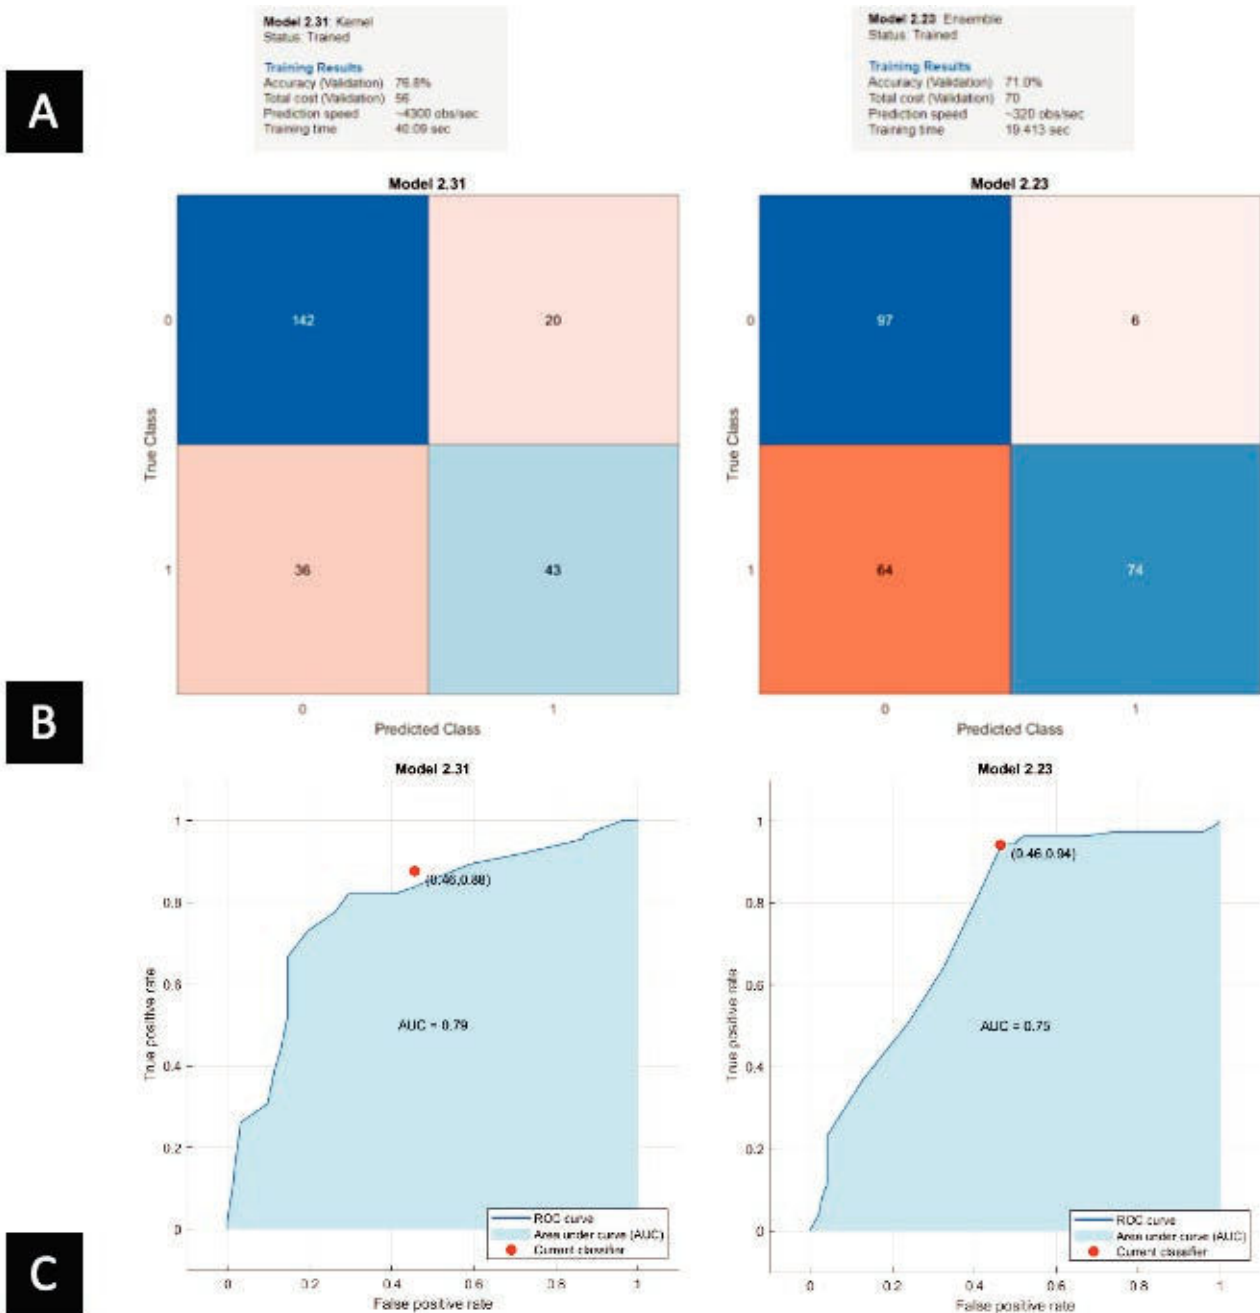 Model 2.31: Kernel
Status: Trained
Training Results
Accuracy (Validation) 76.8%
Total cost (Validation) 56
Prediction speed ~4300 obs/sec
Training time 40.09 sec
Model 2.23: Ensemble
Status: Trained
Training Results
Accuracy (Validation) 71.0%
Total cost (Validation) 70
Prediction speed ~320 obs/sec
Training time 19.413 sec
A
Model 2.31
True Class
0
142
20
1
36
43
0
1
Predicted Class
Model 2.23
True Class
0
97
6
1
64
74
0
1
Predicted Class
B
Model 2.31
True positive rate
1
0.8
0.6
0.4
0.2
0
(0.46,0.88)
AUC = 0.79
ROC curve
Area under curve (AUC)
Current classifier
0 0.2 0.4 0.6 0.8 1
False positive rate
Model 2.23
True positive rate
1
0.8
0.6
0.4
0.2
0
(0.46,0.94)
AUC = 0.75
ROC curve
Area under curve (AUC)
Current classifier
0 0.2 0.4 0.6 0.8 1
False positive rate
C